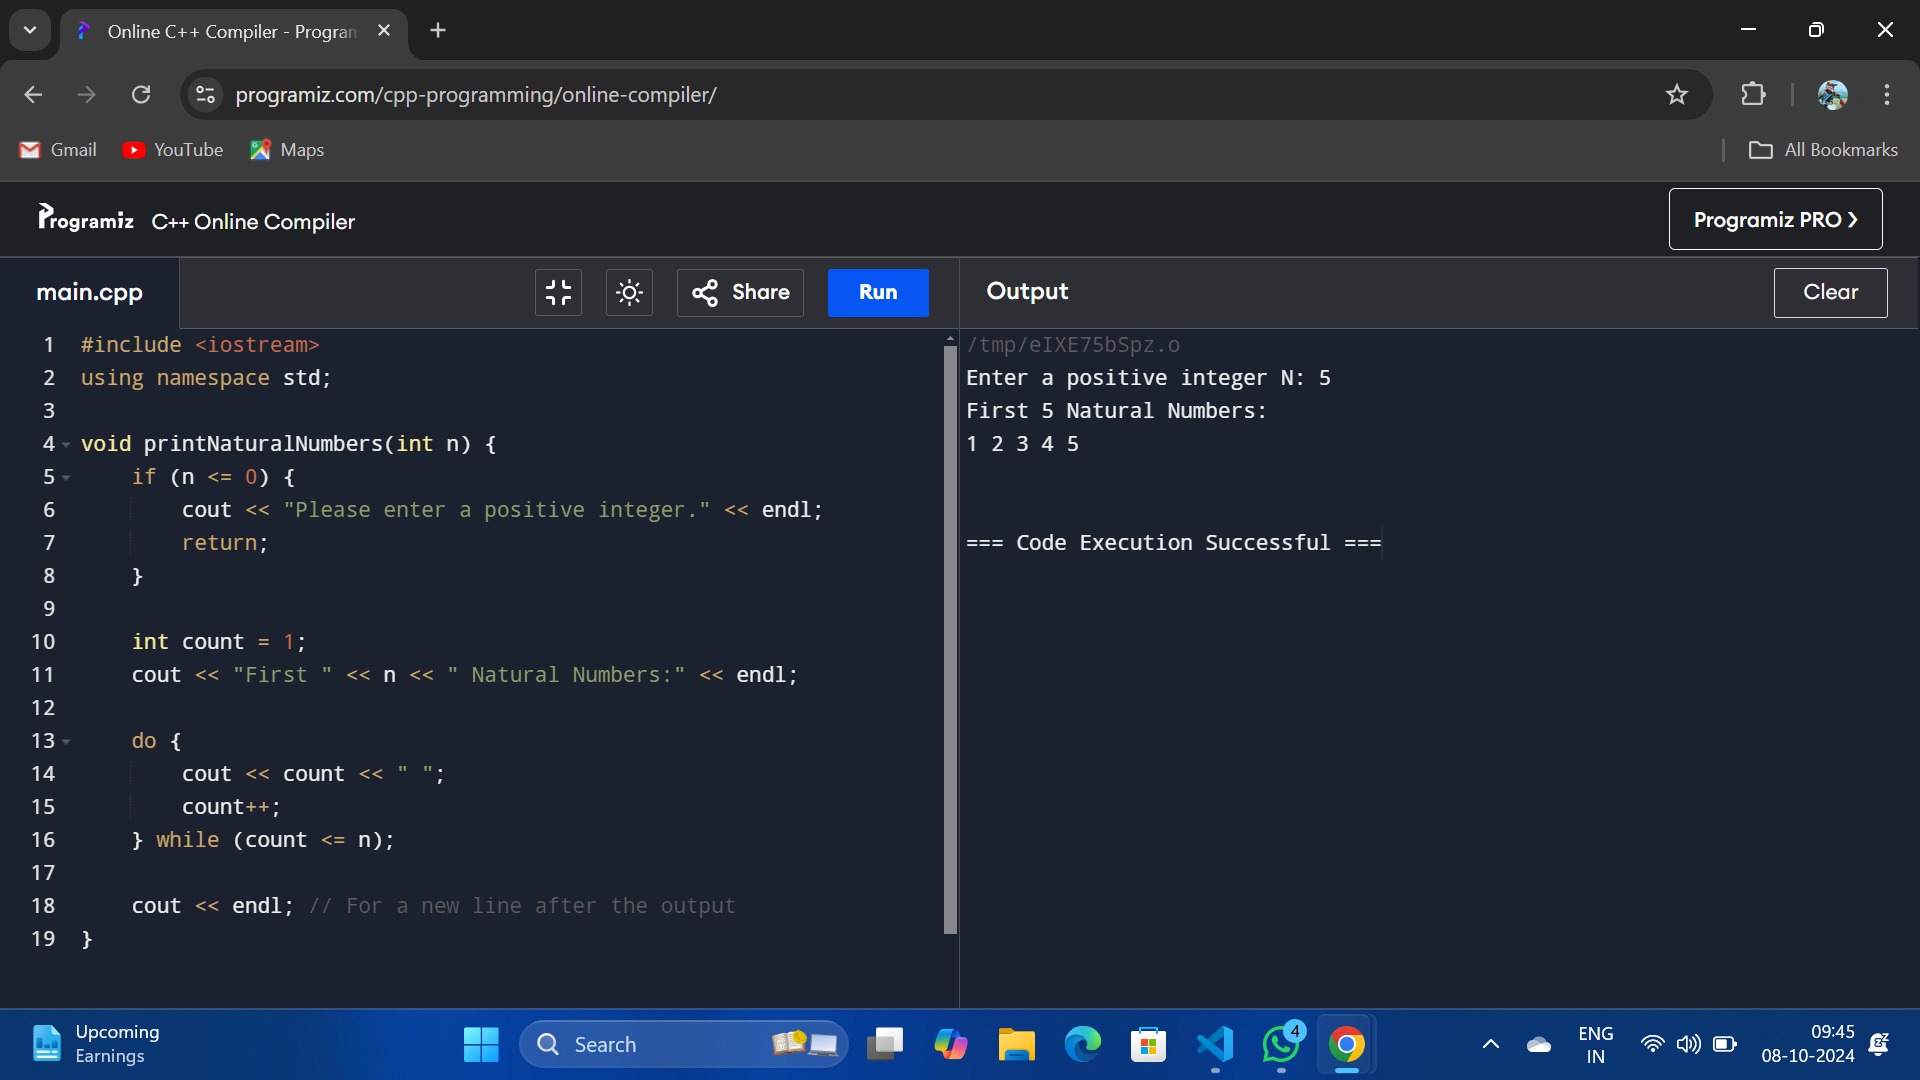 Online C++ Compiler - Program
programiz.com/cpp-programming/online-compiler/
Gmail YouTube Maps All Bookmarks
Programiz C++ Online Compiler Programiz PRO ❯
main.cpp Share Run Output Clear
1 #include <iostream>
2 using namespace std;
3
4 void printNaturalNumbers(int n) {
5 if (n <= 0) {
6 cout << "Please enter a positive integer." << endl;
7 return;
8 }
9
10 int count = 1;
11 cout << "First " << n << " Natural Numbers:" << endl;
12
13 do {
14 cout << count << " ";
15 count++;
16 } while (count <= n);
17
18 cout << endl; // For a new line after the output
19 }
/tmp/eIXE75bSpz.o
Enter a positive integer N: 5
First 5 Natural Numbers:
1 2 3 4 5
=== Code Execution Successful ===
Upcoming
Earnings
Search
4
ENG
IN
09:45
08-10-2024